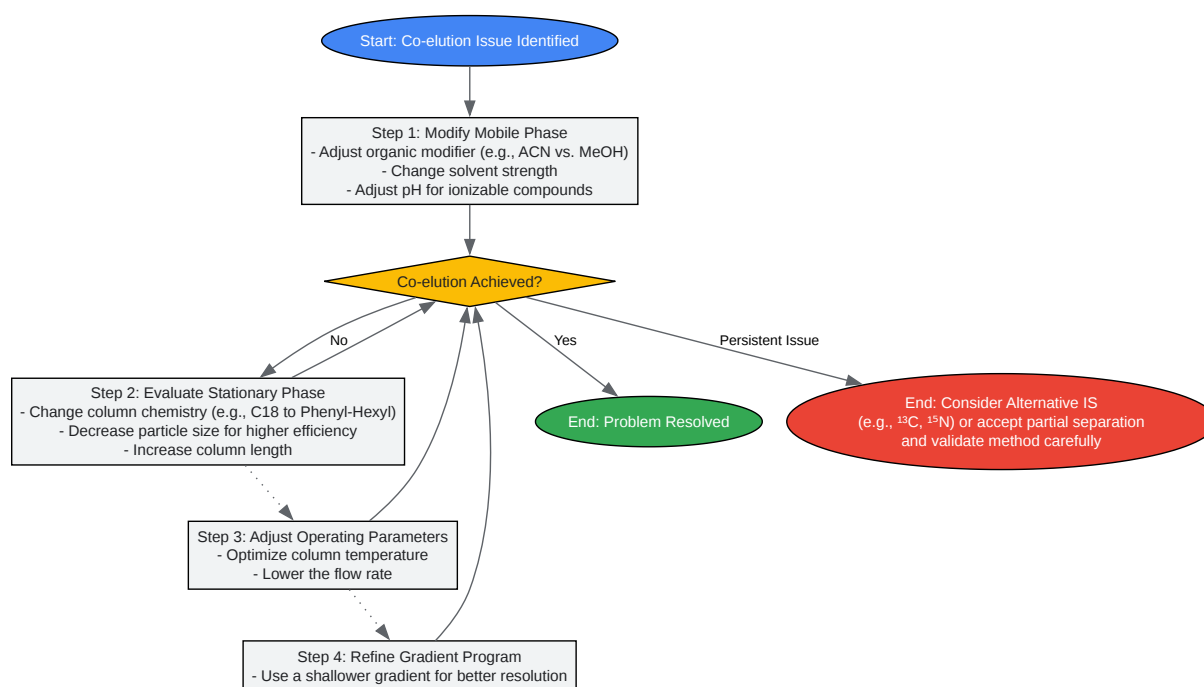 Start: Co-elution Issue Identified
Step 1: Modify Mobile Phase
- Adjust organic modifier (e.g., ACN vs. MeOH)
- Change solvent strength
- Adjust pH for ionizable compounds
Co-elution Achieved?
No
Yes
Persistent Issue
Step 2: Evaluate Stationary Phase
- Change column chemistry (e.g., C18 to Phenyl-Hexyl)
- Decrease particle size for higher efficiency
- Increase column length
End: Problem Resolved
End: Consider Alternative IS
(e.g., ¹³C, ¹⁵N) or accept partial separation
and validate method carefully
Step 3: Adjust Operating Parameters
- Optimize column temperature
- Lower the flow rate
Step 4: Refine Gradient Program
- Use a shallower gradient for better resolution